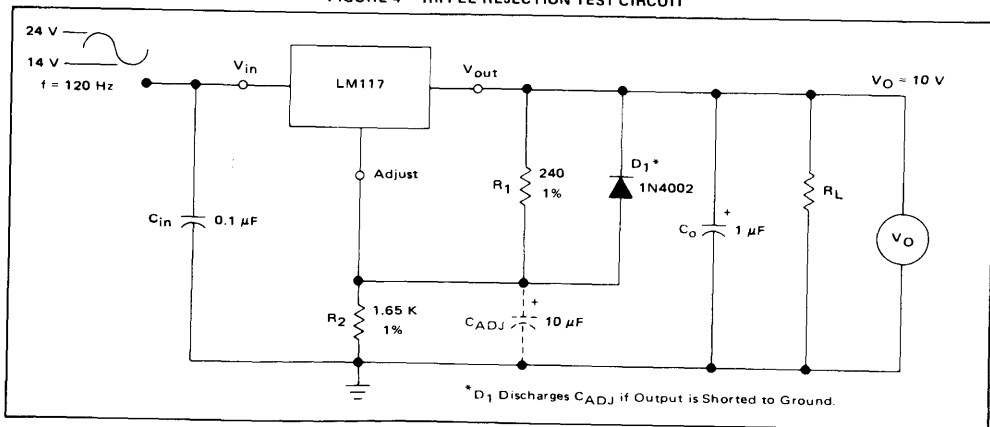 FIGURE 4 – RIPPLE REJECTION TEST CIRCUIT
24 V
14 V
f = 120 Hz
Vin
LM117
Vout
VO = 10 V
Adjust
R1
240
1%
D1*
1N4002
Cin
0.1 µF
Co
+
1 µF
RL
VO
R2
1.65 K
1%
CADJ
+
10 µF
*D1 Discharges CADJ if Output is Shorted to Ground.